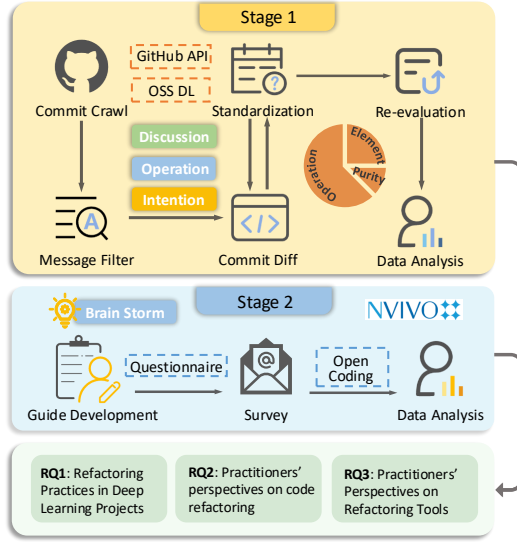 Stage 1
GitHub API
OSS DL
Commit Crawl
Standardization
Re-evaluation
Discussion
Operation
Intention
Operation
Element
Purity
A
</>
Message Filter
Commit Diff
Data Analysis
Stage 2
Brain Storm
NVIVO
Questionnaire
@
Open
Coding
Guide Development
Survey
Data Analysis
RQ1: Refactoring
Practices in Deep
Learning Projects
RQ2: Practitioners’
perspectives on code
refactoring
RQ3: Practitioners’
Perspectives on
Refactoring Tools